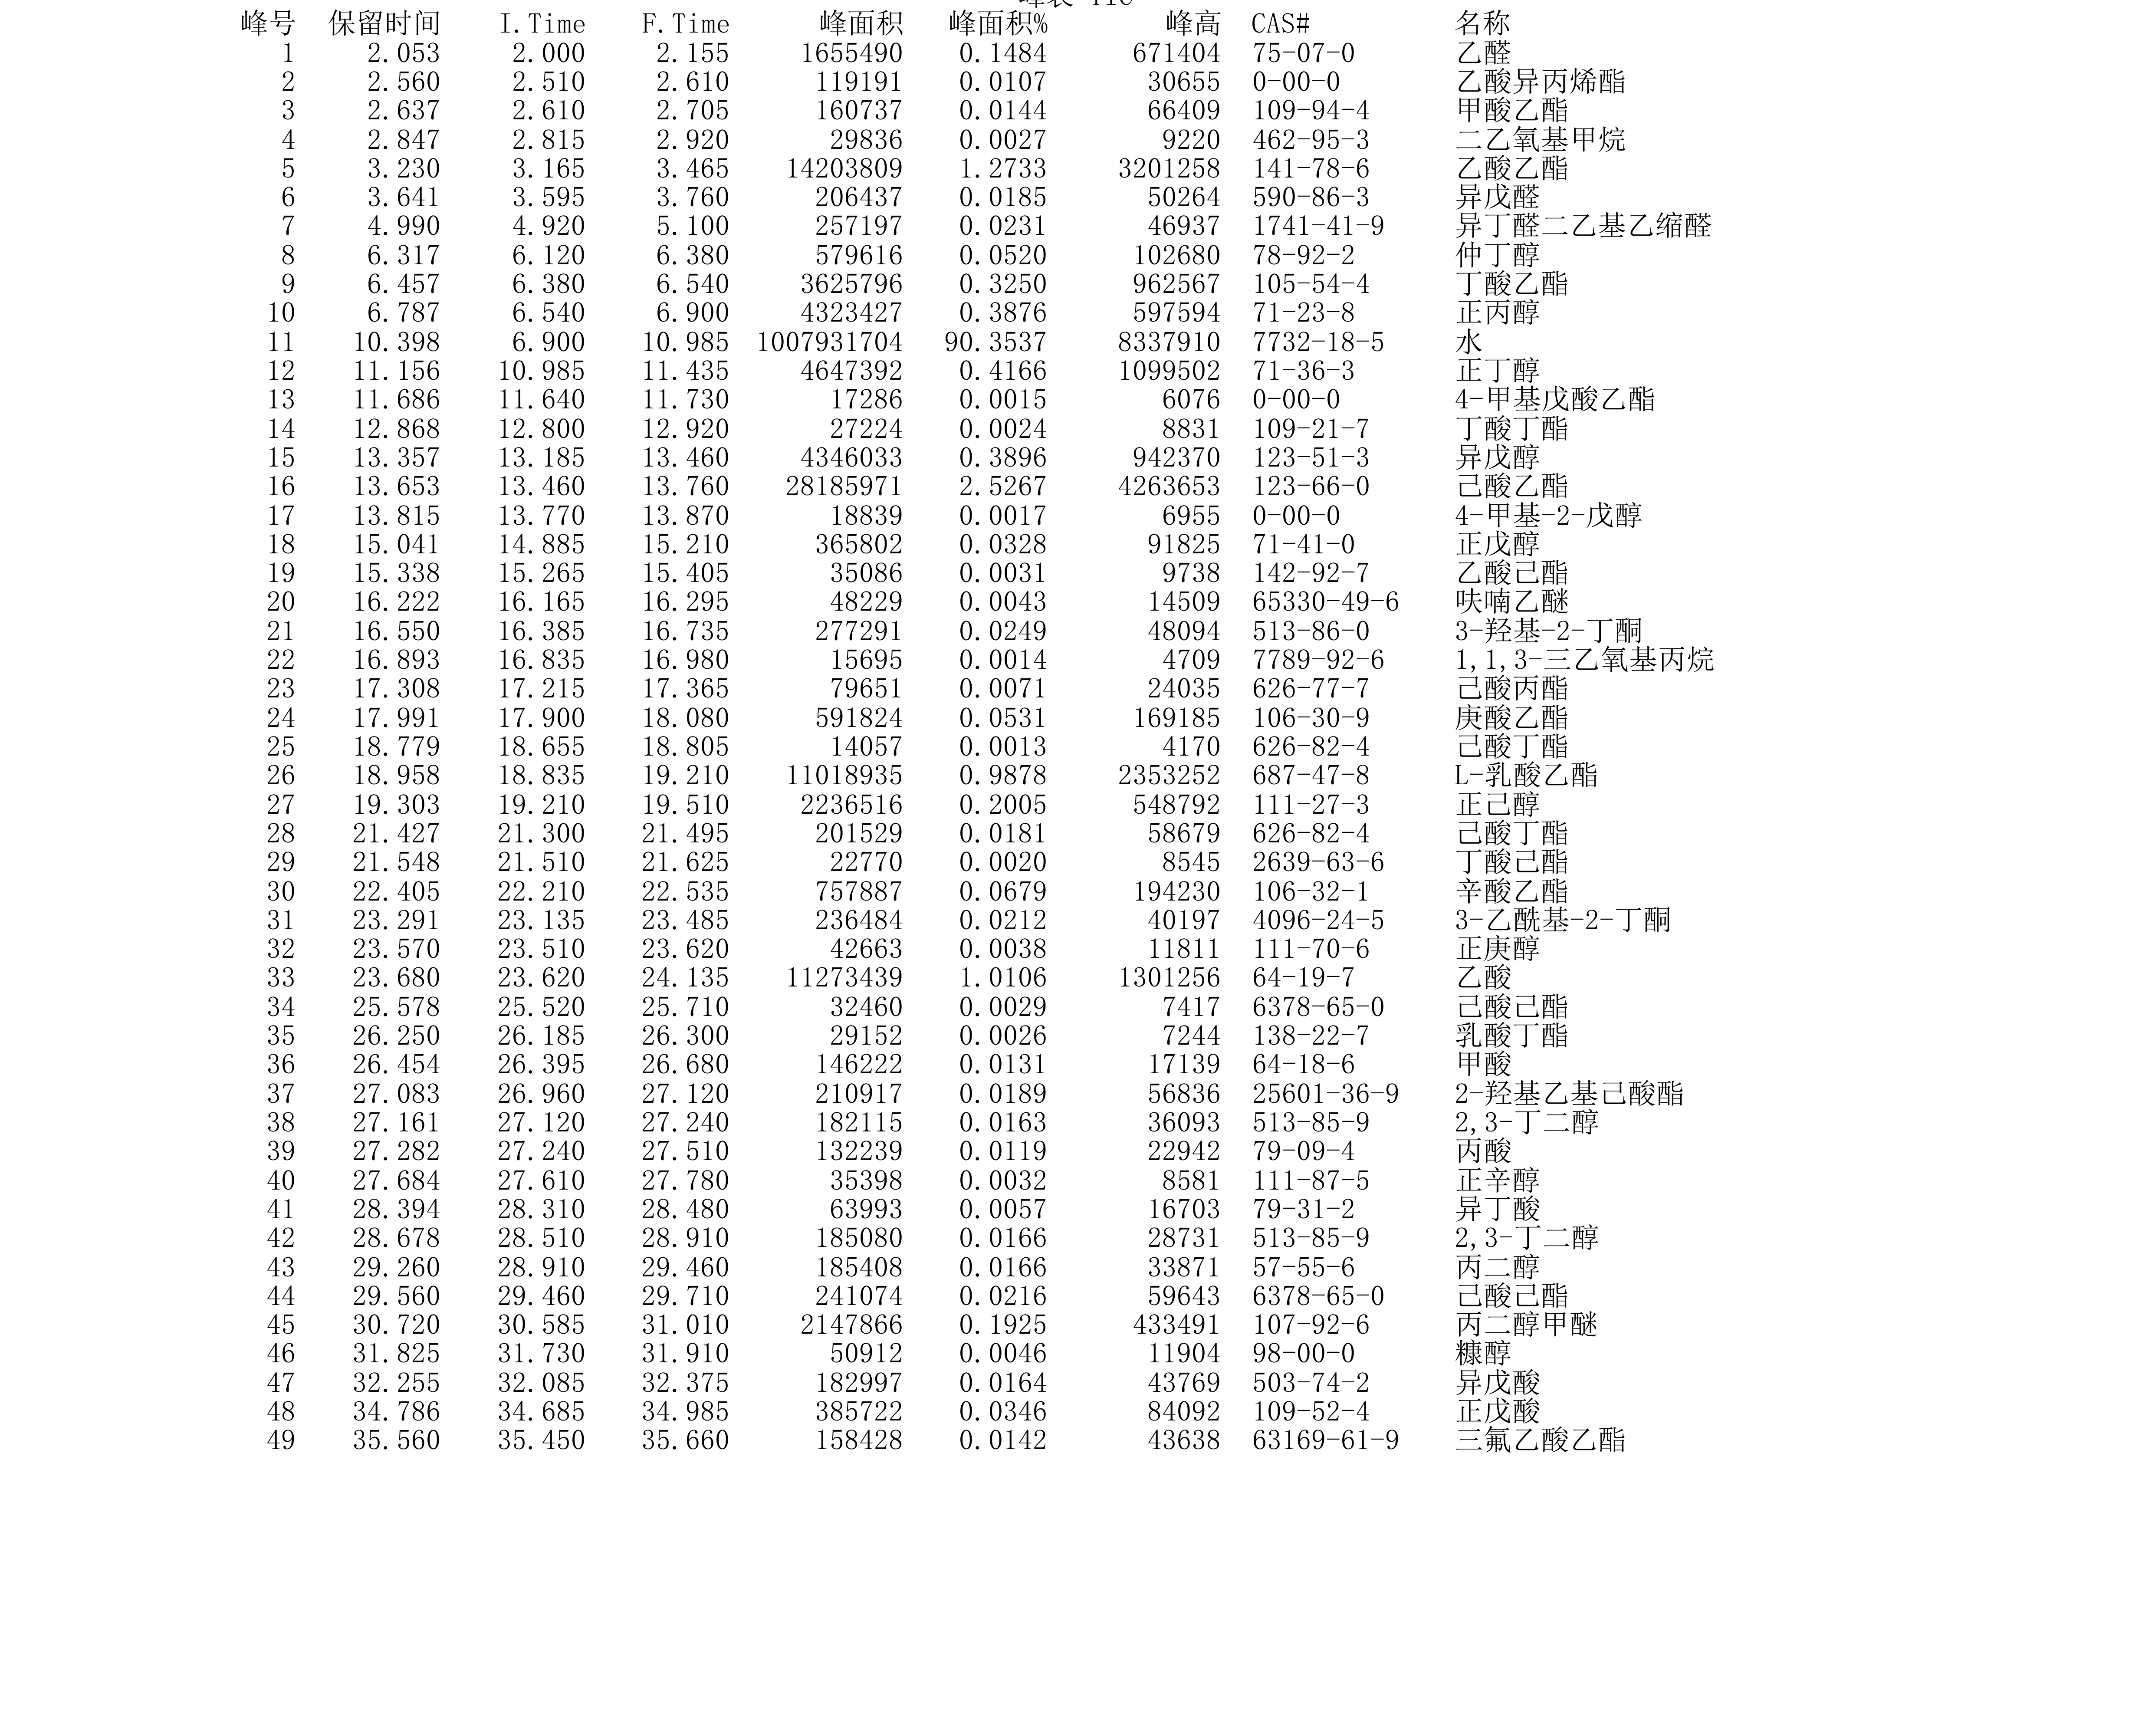 峰号 保留时间 I.Time F.Time 峰面积 峰面积% 峰高 CAS# 名称
1 2.053 2.000 2.155 1655490 0.1484 671404 75-07-0 乙醛
2 2.560 2.510 2.610 119191 0.0107 30655 0-00-0 乙酸异丙烯酯
3 2.637 2.610 2.705 160737 0.0144 66409 109-94-4 甲酸乙酯
4 2.847 2.815 2.920 29836 0.0027 9220 462-95-3 二乙氧基甲烷
5 3.230 3.165 3.465 14203809 1.2733 3201258 141-78-6 乙酸乙酯
6 3.641 3.595 3.760 206437 0.0185 50264 590-86-3 异戊醛
7 4.990 4.920 5.100 257197 0.0231 46937 1741-41-9 异丁醛二乙基乙缩醛
8 6.317 6.120 6.380 579616 0.0520 102680 78-92-2 仲丁醇
9 6.457 6.380 6.540 3625796 0.3250 962567 105-54-4 丁酸乙酯
10 6.787 6.540 6.900 4323427 0.3876 597594 71-23-8 正丙醇
11 10.398 6.900 10.985 1007931704 90.3537 8337910 7732-18-5 水
12 11.156 10.985 11.435 4647392 0.4166 1099502 71-36-3 正丁醇
13 11.686 11.640 11.730 17286 0.0015 6076 0-00-0 4-甲基戊酸乙酯
14 12.868 12.800 12.920 27224 0.0024 8831 109-21-7 丁酸丁酯
15 13.357 13.185 13.460 4346033 0.3896 942370 123-51-3 异戊醇
16 13.653 13.460 13.760 28185971 2.5267 4263653 123-66-0 己酸乙酯
17 13.815 13.770 13.870 18839 0.0017 6955 0-00-0 4-甲基-2-戊醇
18 15.041 14.885 15.210 365802 0.0328 91825 71-41-0 正戊醇
19 15.338 15.265 15.405 35086 0.0031 9738 142-92-7 乙酸己酯
20 16.222 16.165 16.295 48229 0.0043 14509 65330-49-6 呋喃乙醚
21 16.550 16.385 16.735 277291 0.0249 48094 513-86-0 3-羟基-2-丁酮
22 16.893 16.835 16.980 15695 0.0014 4709 7789-92-6 1,1,3-三乙氧基丙烷
23 17.308 17.215 17.365 79651 0.0071 24035 626-77-7 己酸丙酯
24 17.991 17.900 18.080 591824 0.0531 169185 106-30-9 庚酸乙酯
25 18.779 18.655 18.805 14057 0.0013 4170 626-82-4 己酸丁酯
26 18.958 18.835 19.210 11018935 0.9878 2353252 687-47-8 L-乳酸乙酯
27 19.303 19.210 19.510 2236516 0.2005 548792 111-27-3 正己醇
28 21.427 21.300 21.495 201529 0.0181 58679 626-82-4 己酸丁酯
29 21.548 21.510 21.625 22770 0.0020 8545 2639-63-6 丁酸己酯
30 22.405 22.210 22.535 757887 0.0679 194230 106-32-1 辛酸乙酯
31 23.291 23.135 23.485 236484 0.0212 40197 4096-24-5 3-乙酰基-2-丁酮
32 23.570 23.510 23.620 42663 0.0038 11811 111-70-6 正庚醇
33 23.680 23.620 24.135 11273439 1.0106 1301256 64-19-7 乙酸
34 25.578 25.520 25.710 32460 0.0029 7417 6378-65-0 己酸己酯
35 26.250 26.185 26.300 29152 0.0026 7244 138-22-7 乳酸丁酯
36 26.454 26.395 26.680 146222 0.0131 17139 64-18-6 甲酸
37 27.083 26.960 27.120 210917 0.0189 56836 25601-36-9 2-羟基乙基己酸酯
38 27.161 27.120 27.240 182115 0.0163 36093 513-85-9 2,3-丁二醇
39 27.282 27.240 27.510 132239 0.0119 22942 79-09-4 丙酸
40 27.684 27.610 27.780 35398 0.0032 8581 111-87-5 正辛醇
41 28.394 28.310 28.480 63993 0.0057 16703 79-31-2 异丁酸
42 28.678 28.510 28.910 185080 0.0166 28731 513-85-9 2,3-丁二醇
43 29.260 28.910 29.460 185408 0.0166 33871 57-55-6 丙二醇
44 29.560 29.460 29.710 241074 0.0216 59643 6378-65-0 己酸己酯
45 30.720 30.585 31.010 2147866 0.1925 433491 107-92-6 丙二醇甲醚
46 31.825 31.730 31.910 50912 0.0046 11904 98-00-0 糠醇
47 32.255 32.085 32.375 182997 0.0164 43769 503-74-2 异戊酸
48 34.786 34.685 34.985 385722 0.0346 84092 109-52-4 正戊酸
49 35.560 35.450 35.660 158428 0.0142 43638 63169-61-9 三氟乙酸乙酯